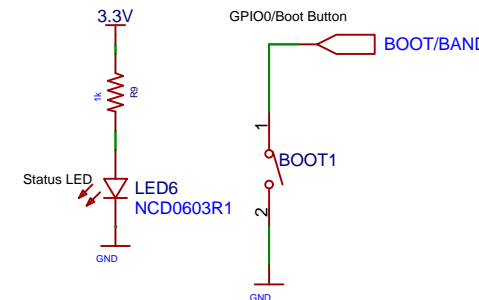 3.3V
1k
R9
Status LED
LED6
NCD0603R1
GND
GPIO0/Boot Button
BOOT/BAND
1
BOOT1
2
GND